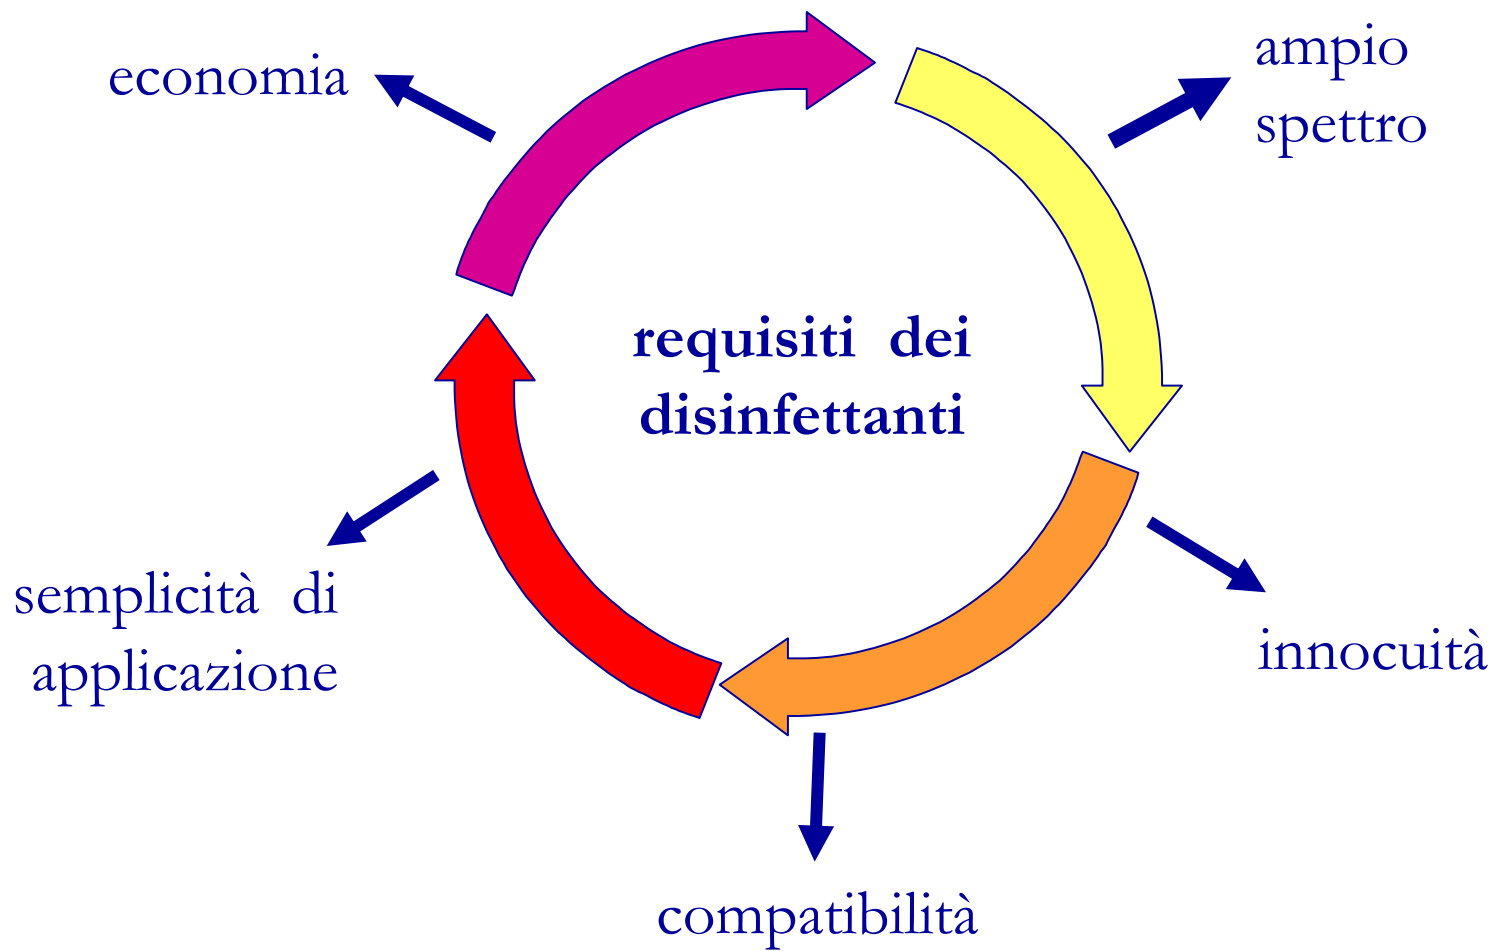 economia
ampio
spettro
requisiti dei
disinfettanti
semplicità di
applicazione
innocuità
compatibilità